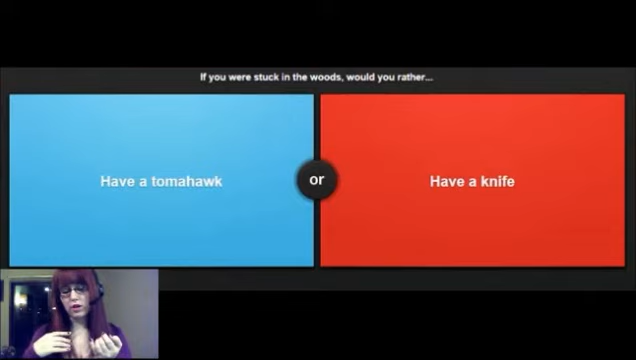 If you were stuck in the woods, would you rather...
Have a tomahawk
or
Have a knife